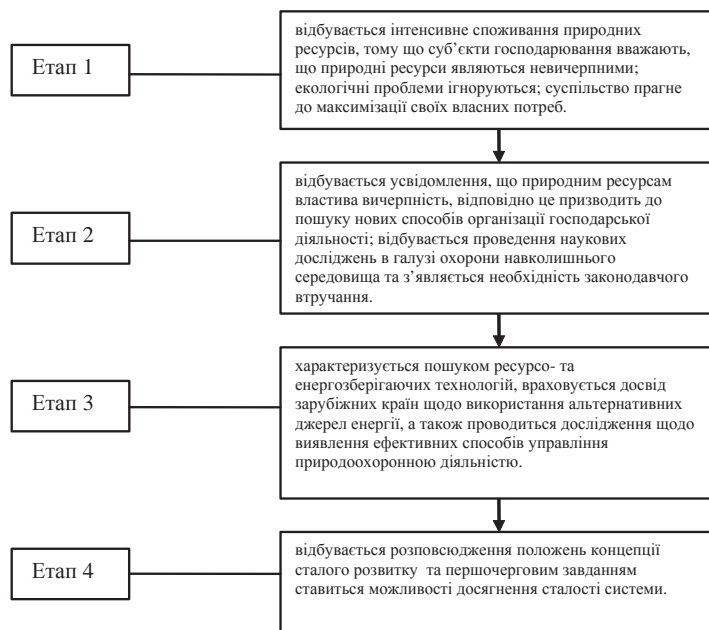 Етап 1
відбувається інтенсивне споживання природних
ресурсів, тому що суб’єкти господарювання вважають,
що природні ресурси являються невичерпними;
екологічні проблеми ігноруються; суспільство прагне
до максимізації своїх власних потреб.
Етап 2
відбувається усвідомлення, що природним ресурсам
властива вичерпність, відповідно це призводить до
пошуку нових способів організації господарської
діяльності; відбувається проведення наукових
досліджень в галузі охорони навколишнього
середовища та з’являється необхідність законодавчого
втручання.
Етап 3
характеризується пошуком ресурсо- та
енергозберігаючих технологій, враховується досвід
зарубіжних країн щодо використання альтернативних
джерел енергії, а також проводиться дослідження щодо
виявлення ефективних способів управління
природоохоронною діяльністю.
Етап 4
відбувається розповсюдження положень концепції
сталого розвитку та першочерговим завданням
ставиться можливості досягнення сталості системи.